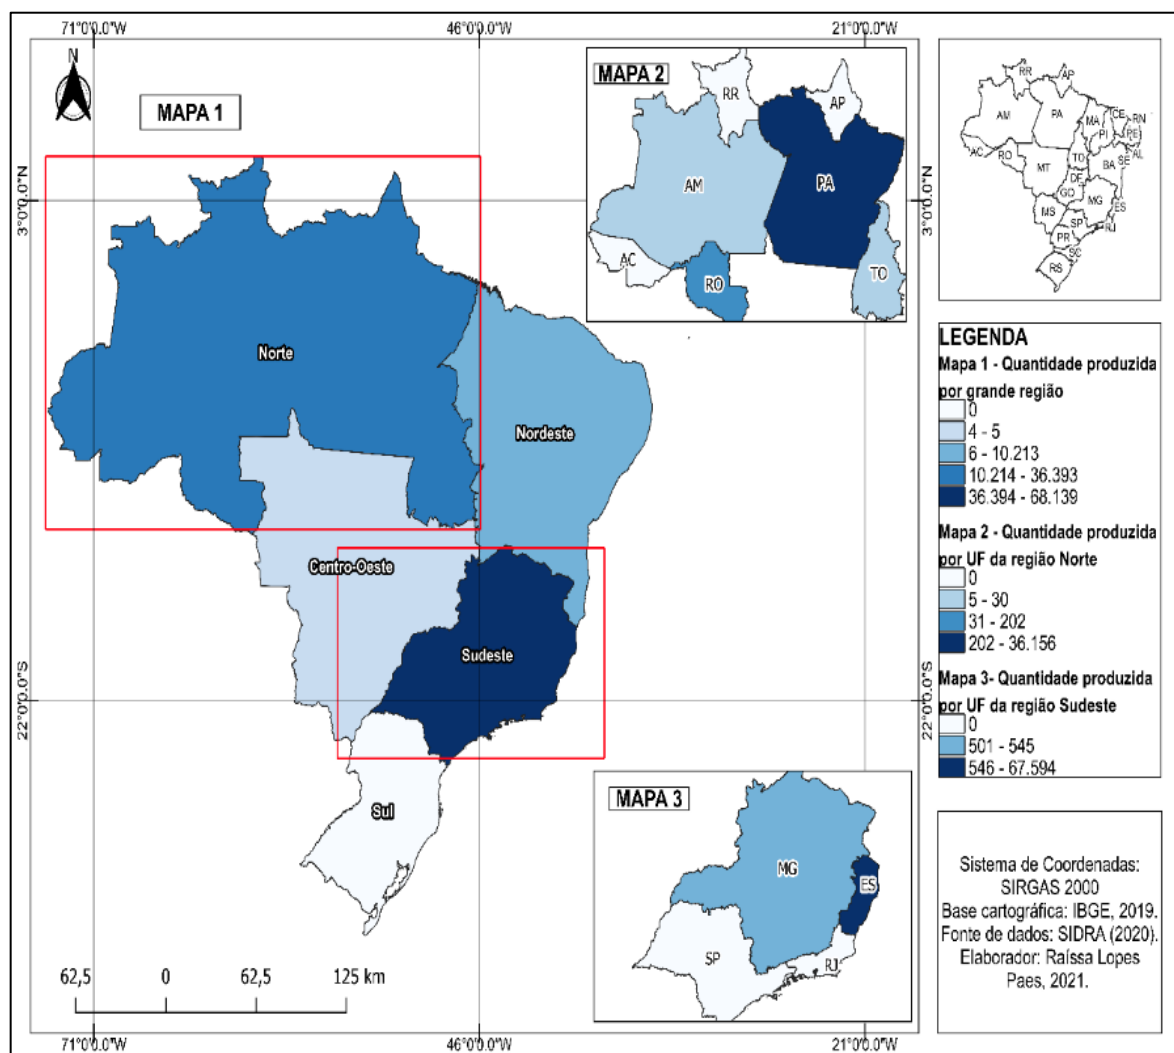 71°0'0.0"W
46°0'0.0"W
21°0'0.0"W
N
MAPA 1
3°0'0.0"N
22°0'0.0"S
Norte
Nordeste
Centro-Oeste
Sudeste
Sul
62,5 0 62,5 125 km
MAPA 2
RR
AP
AM
PA
AC
RO
TO
3°0'0.0"N
22°0'0.0"S
MAPA 3
MG
ES
SP
RJ
71°0'0.0"W
46°0'0.0"W
21°0'0.0"W
RR
AP
AM
PA
MA
CE
RN
PI
PE
AL
SE
AC
RO
TO
BA
MT
DF
GO
MG
ES
MS
SP
RJ
PR
SC
RS
LEGENDA
Mapa 1 - Quantidade produzida
por grande região
0
4 - 5
6 - 10.213
10.214 - 36.393
36.394 - 68.139
Mapa 2 - Quantidade produzida
por UF da região Norte
0
5 - 30
31 - 202
202 - 36.156
Mapa 3- Quantidade produzida
por UF da região Sudeste
0
501 - 545
546 - 67.594
Sistema de Coordenadas:
SIRGAS 2000
Base cartográfica: IBGE, 2019.
Fonte de dados: SIDRA (2020).
Elaborador: Raíssa Lopes
Paes, 2021.